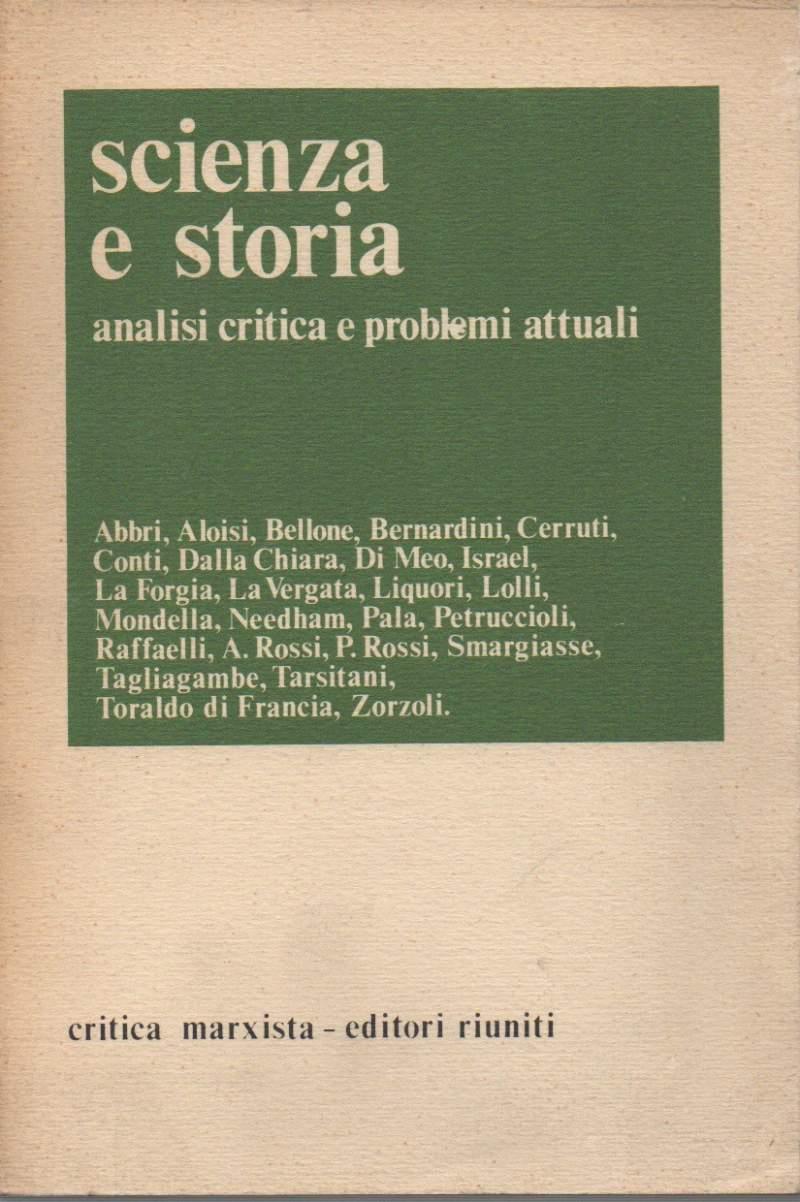 scienza
e storia
analisi critica e problemi attuali
Abbri, Aloisi, Bellone, Bernardini, Cerruti,
Conti, Dalla Chiara, Di Meo, Israel,
La Forgia, La Vergata, Liquori, Lolli,
Mondella, Needham, Pala, Petruccioli,
Raffaelli, A. Rossi, P. Rossi, Smargiasse,
Tagliagambe, Tarsitani,
Toraldo di Francia, Zorzoli.
critica marxista - editori riuniti